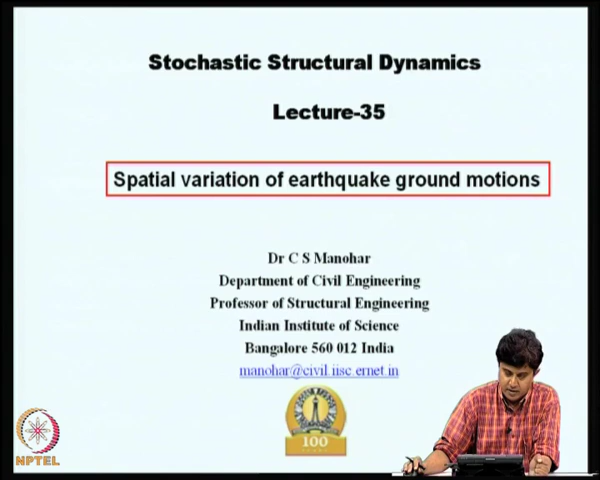 Stochastic Structural Dynamics
Lecture-35
Spatial variation of earthquake ground motions
Dr C S Manohar
Department of Civil Engineering
Professor of Structural Engineering
Indian Institute of Science
Bangalore 560 012 India
manohar@civil.iisc.ernet.in
100
NPTEL